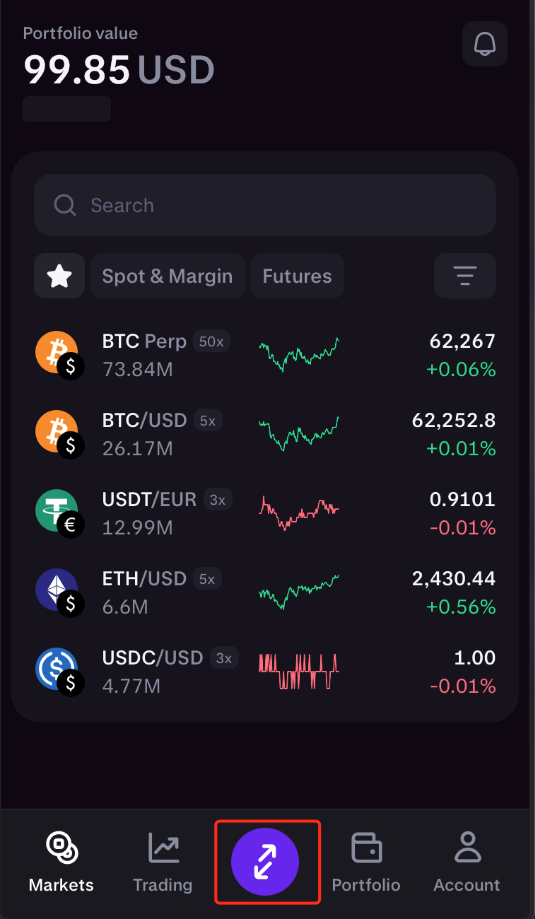 Portfolio value
99.85 USD
Search
Spot & Margin Futures
BTC Perp 50x 62,267
73.84M +0.06%
BTC/USD 5x 62,252.8
26.17M +0.01%
USDT/EUR 3x 0.9101
12.99M -0.01%
ETH/USD 5x 2,430.44
6.6M +0.56%
USDC/USD 3x 1.00
4.77M -0.01%
Markets Trading Portfolio Account